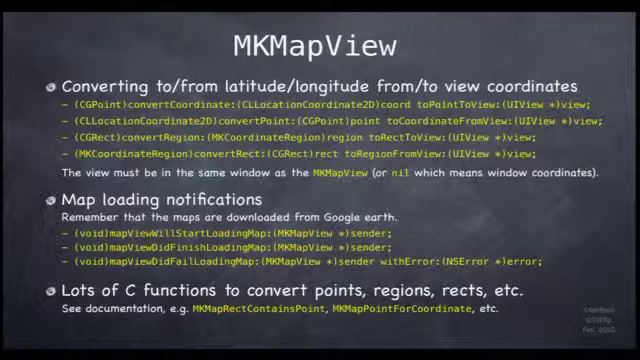 MKMapView
Converting to/from latitude/longitude from/to view coordinates
- (CGPoint)convertCoordinate:(CLLocationCoordinate2D)coord toPointToView:(UIView *)view;
- (CLLocationCoordinate2D)convertPoint:(CGPoint)point toCoordinateFromView:(UIView *)view;
- (CGRect)convertRegion:(MKCoordinateRegion)region toRectToView:(UIView *)view;
- (MKCoordinateRegion)convertRect:(CGRect)rect toRegionFromView:(UIView *)view;
The view must be in the same window as the MKMapView (or nil which means window coordinates).
Map loading notifications
Remember that the maps are downloaded from Google earth.
- (void)mapViewWillStartLoadingMap:(MKMapView *)sender;
- (void)mapViewDidFinishLoadingMap:(MKMapView *)sender;
- (void)mapViewDidFailLoadingMap:(MKMapView *)sender withError:(NSError *)error;
Lots of C functions to convert points, regions, rects, etc.
See documentation, e.g. MKMapRectContainsPoint, MKMapPointForCoordinate, etc.
Stanford
CS193p
Fall 2010